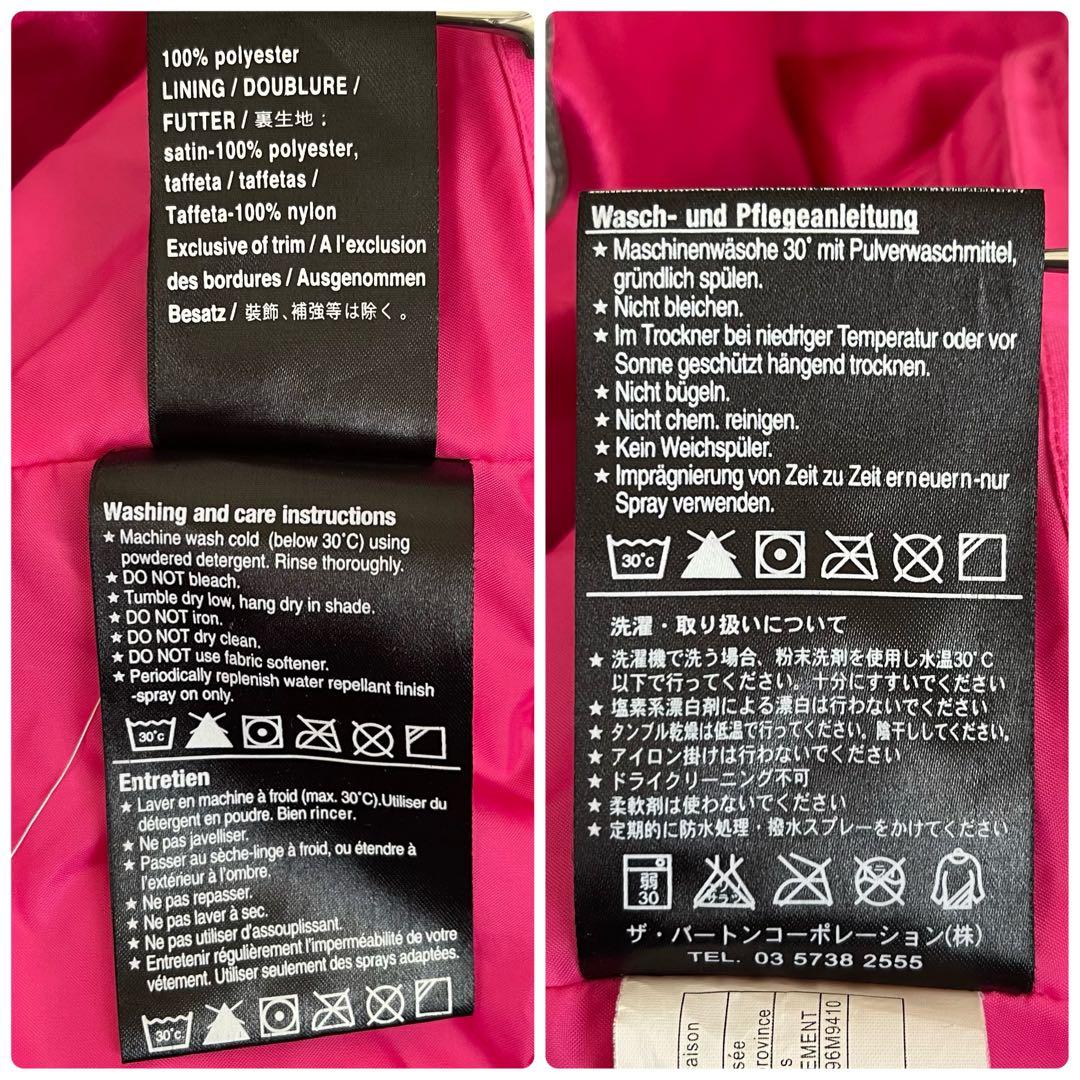 100% polyester
LINING / DOUBLURE /
FUTTER / 裏生地 :
satin-100% polyester,
taffeta / taffetas /
Taffeta-100% nylon
Exclusive of trim / A l'exclusion
des bordures / Ausgenommen
Besatz / 装飾、補強等は除く。
Washing and care instructions
★ Machine wash cold (below 30°C) using
powdered detergent. Rinse thoroughly.
★ DO NOT bleach.
★ Tumble dry low, hang dry in shade.
★ DO NOT iron.
★ DO NOT dry clean.
★ DO NOT use fabric softener.
★ Periodically replenish water repellant finish
-spray on only.
30°c
Entretien
★ Laver en machine à froid (max. 30°C).Utiliser du
détergent en poudre. Bien rincer.
★ Ne pas javelliser.
★ Passer au sèche-linge à froid, ou étendre à
l'extérieur à l'ombre.
★ Ne pas repasser.
★ Ne pas laver à sec.
★ Ne pas utiliser d'assouplissant.
★ Entretenir régulièrement l'imperméabilité de votre
vétement. Utiliser seulement des sprays adaptées.
30°c
Wasch- und Pflegeanleitung
★ Maschinenwäsohe 30° mit Pulverwaschmittel,
gründlich spülen.
★ Nicht bleichen.
★ Im Trockner bei niedriger Temperatur oder vor
Sonne geschützt hängend trocknen.
★ Nicht bügeln.
★ Nicht chem. reinigen.
★ Kein Weichspüler.
★ Imprägnierung von Zeit zu Zeit erneuern-nur
Spray verwenden.
30°c
洗濯・取り扱いについて
★ 洗濯機で洗う場合、粉末洗剤を使用し水温30°C
以下で行ってください。十分にすすいでください
★ 塩素系漂白剤による漂白は行わないでください
★ タンブル乾燥は低温で行ってください。陰干ししてください。
★ アイロン掛けは行わないでください
★ ドライクリーニング不可
★ 柔軟剤は使わないでください
★ 定期的に防水処理・撥水スプレーをかけてください
弱
30
ザ・バートンコーポレーション(株)
TEL. 03 5738 2555
aison
sée
province
s
EMENT
96M9410